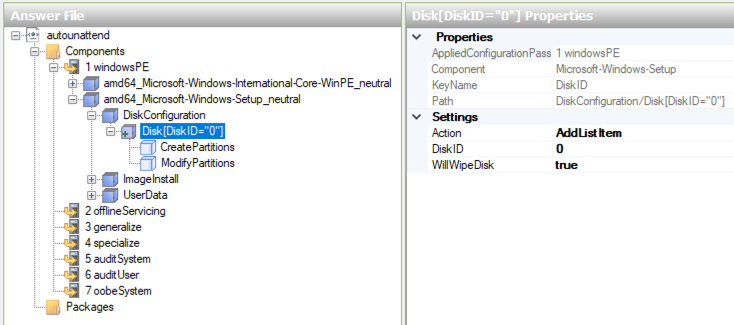 Answer File
autounattend
Components
1 windowsPE
amd64_Microsoft-Windows-International-Core-WinPE_neutral
amd64_Microsoft-Windows-Setup_neutral
DiskConfiguration
Disk[DiskID="0"]
CreatePartitions
ModifyPartitions
ImageInstall
UserData
2 offlineServicing
3 generalize
4 specialize
5 auditSystem
6 auditUser
7 oobeSystem
Packages
Disk[DiskID="0"] Properties
Properties
AppliedConfigurationPass 1 windowsPE
Component Microsoft-Windows-Setup
KeyName DiskID
Path DiskConfiguration/Disk[DiskID="0"]
Settings
Action AddListItem
DiskID 0
WillWipeDisk true